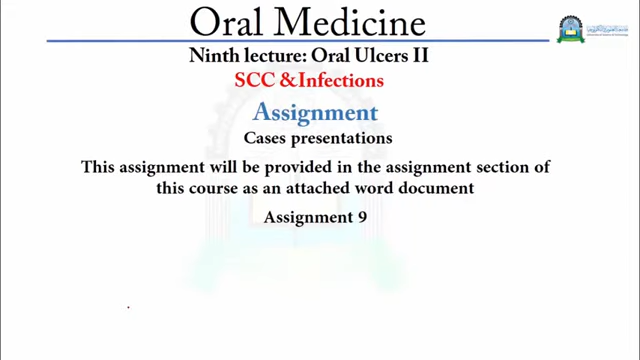 Oral Medicine
Ninth lecture: Oral Ulcers II
SCC &Infections
Assignment
Cases presentations
This assignment will be provided in the assignment section of
this course as an attached word document
Assignment 9